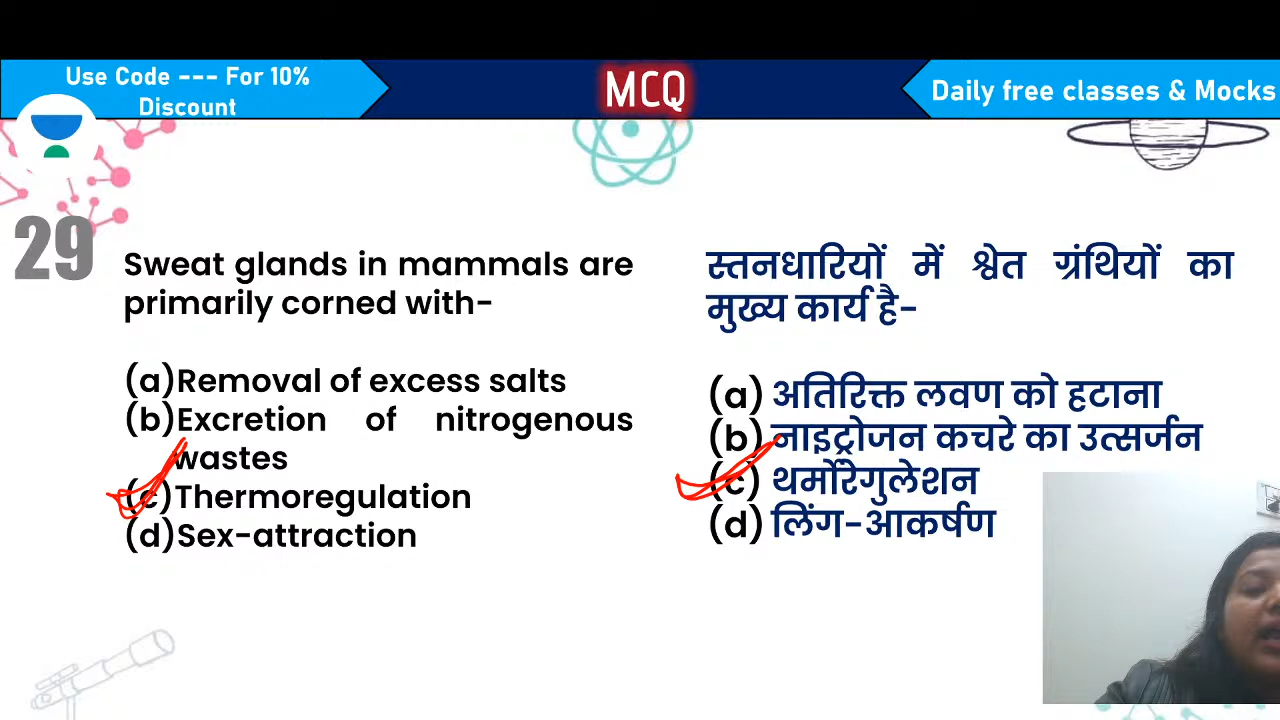 Use Code --- For 10%
Discount
MCQ
Daily free classes & Mocks
29
Sweat glands in mammals are
primarily corned with-
(a)Removal of excess salts
(b)Excretion of nitrogenous
wastes
(c)Thermoregulation
(d)Sex-attraction
स्तनधारियों में श्वेत ग्रंथियों का
मुख्य कार्य है-
(a) अतिरिक्त लवण को हटाना
(b) नाइट्रोजन कचरे का उत्सर्जन
(c) थर्मोरेगुलेशन
(d) लिंग-आकर्षण